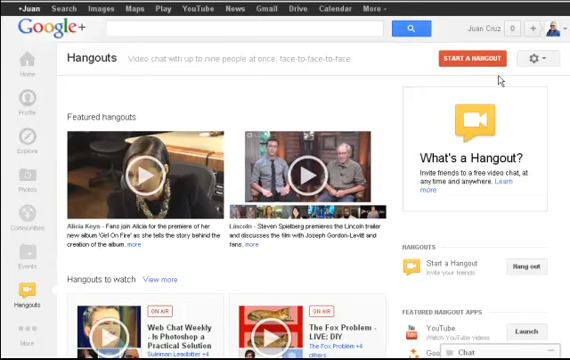 +Juan Search Images Maps Play YouTube News Gmail Drive Calendar More
Google+
Juan Cruz 0 +
Hangouts Video chat with up to nine people at once, face-to-face-to-face
START A HANGOUT
Home
Profile
Explore
Photos
Communities
Events
Hangouts
More
Featured hangouts
Alicia Keys - Fans join Alicia for the premiere of her
new album 'Girl On Fire' as she tells the story behind the
creation of the album. more
Lincoln - Steven Spielberg premieres the Lincoln trailer
and discusses the film with Joseph Gordon-Levitt and
fans. more
Hangouts to watch View more
ON AIR
Web Chat Weekly
- Is Photoshop a
Practical Solution
Suleiman Leadbitter +4
ON AIR
The Fox Problem -
LIVE: DIY
The Fox Problem +4
others
What's a Hangout?
Invite friends to a free video chat, at
any time and anywhere. Learn
more
HANGOUTS
Start a Hangout
Invite your friends
Hang out
FEATURED HANGOUT APPS
YouTube
Watch YouTube videos
Launch
Chat